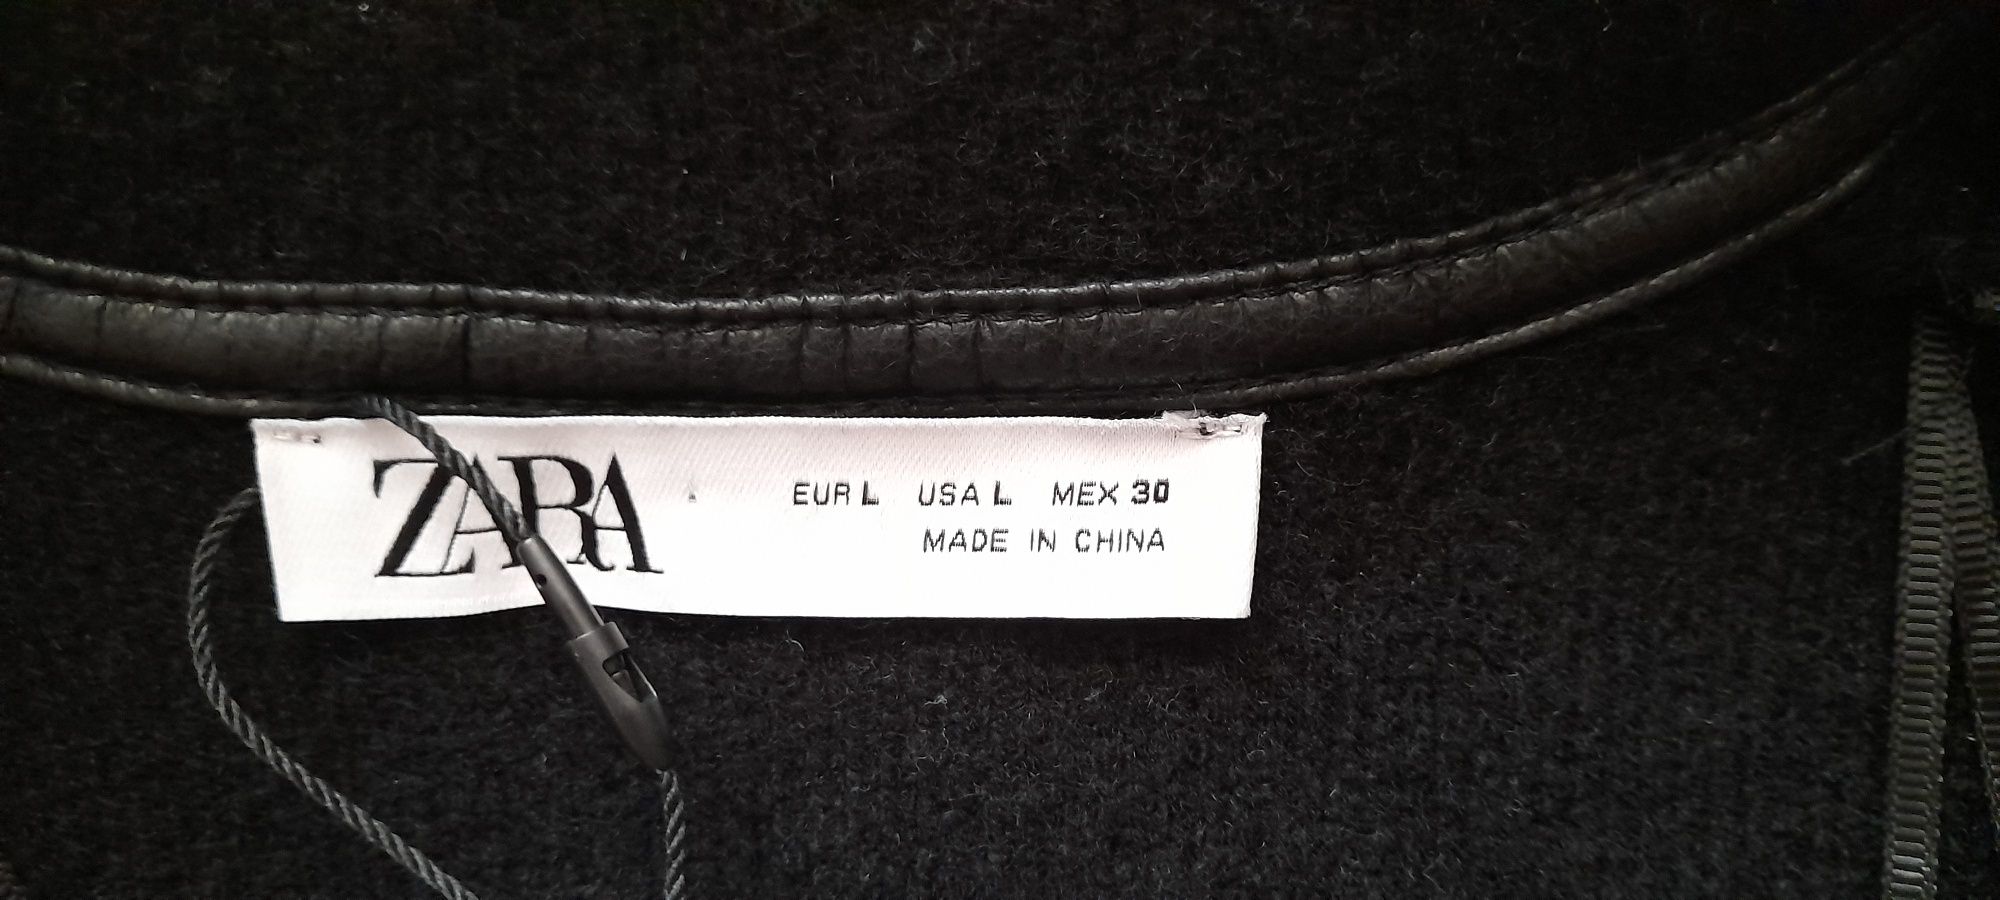 ZARA
EUR L USA L MEX 30
MADE IN CHINA